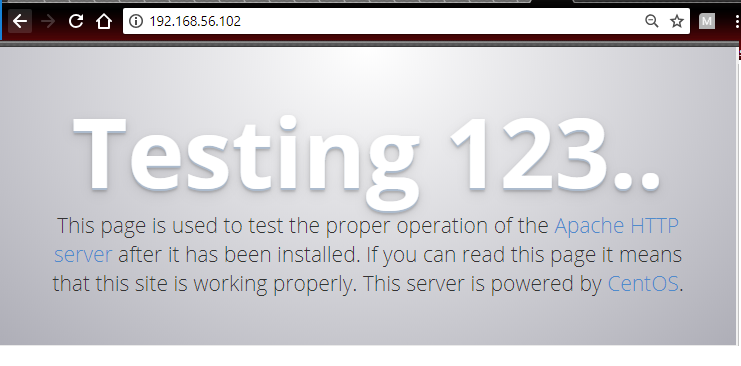 192.168.56.102
M
Testing 123..
This page is used to test the proper operation of the Apache HTTP
server after it has been installed. If you can read this page it means
that this site is working properly. This server is powered by CentOS.